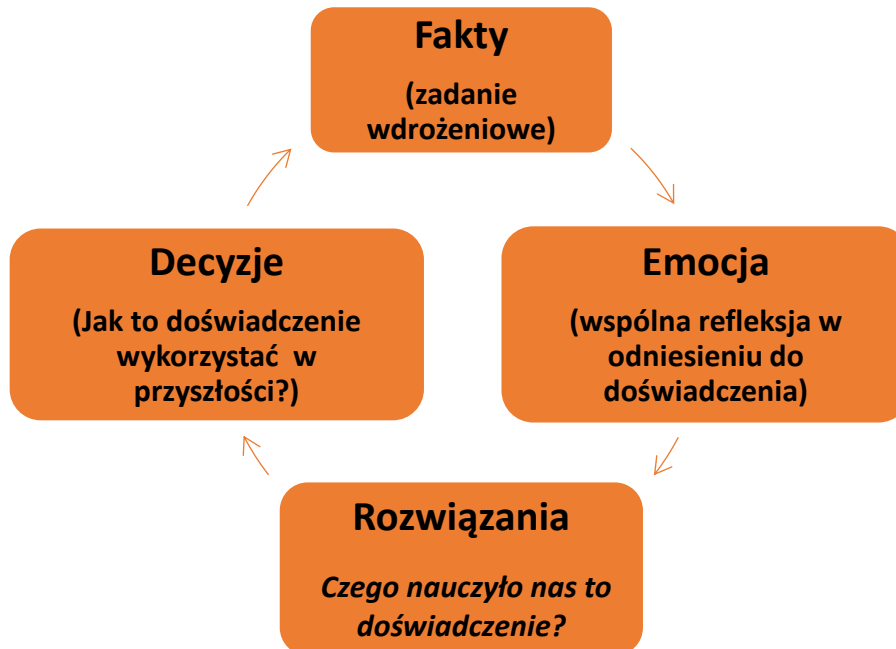 Fakty
(zadanie
wdrożeniowe)
Emocja
(wspólna refleksja w
odniesieniu do
doświadczenia)
Rozwiązania
Czego nauczyło nas to
doświadczenie?
Decyzje
(Jak to doświadczenie
wykorzystać w
przyszłości?)